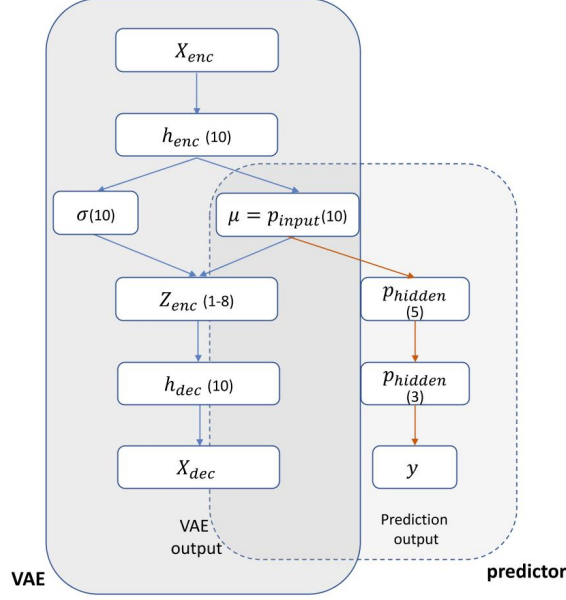 X_enc
h_enc (10)
σ(10)
μ = p_input(10)
Z_enc (1-8)
p_hidden
(5)
h_dec (10)
p_hidden
(3)
X_dec
y
VAE
output
Prediction
output
VAE
predictor